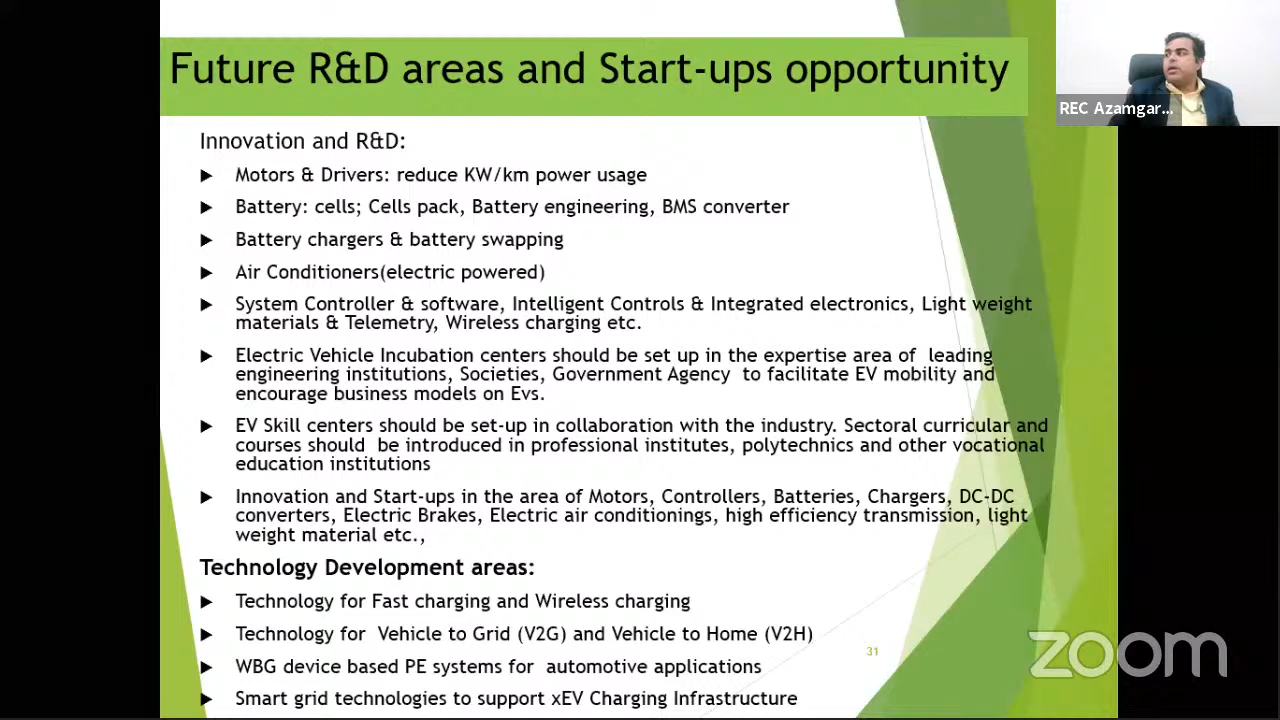 Future R&D areas and Start-ups opportunity
REC Azamgar...
Innovation and R&D:
Motors & Drivers: reduce KW/km power usage
Battery: cells; Cells pack, Battery engineering, BMS converter
Battery chargers & battery swapping
Air Conditioners(electric powered)
System Controller & software, Intelligent Controls & Integrated electronics, Light weight
materials & Telemetry, Wireless charging etc.
Electric Vehicle Incubation centers should be set up in the expertise area of leading
engineering institutions, Societies, Government Agency to facilitate EV mobility and
encourage business models on Evs.
EV Skill centers should be set-up in collaboration with the industry. Sectoral curricular and
courses should be introduced in professional institutes, polytechnics and other vocational
education institutions
Innovation and Start-ups in the area of Motors, Controllers, Batteries, Chargers, DC-DC
converters, Electric Brakes, Electric air conditionings, high efficiency transmission, light
weight material etc.,
Technology Development areas:
Technology for Fast charging and Wireless charging
Technology for Vehicle to Grid (V2G) and Vehicle to Home (V2H)
31
WBG device based PE systems for automotive applications
Smart grid technologies to support xEV Charging Infrastructure
zoom